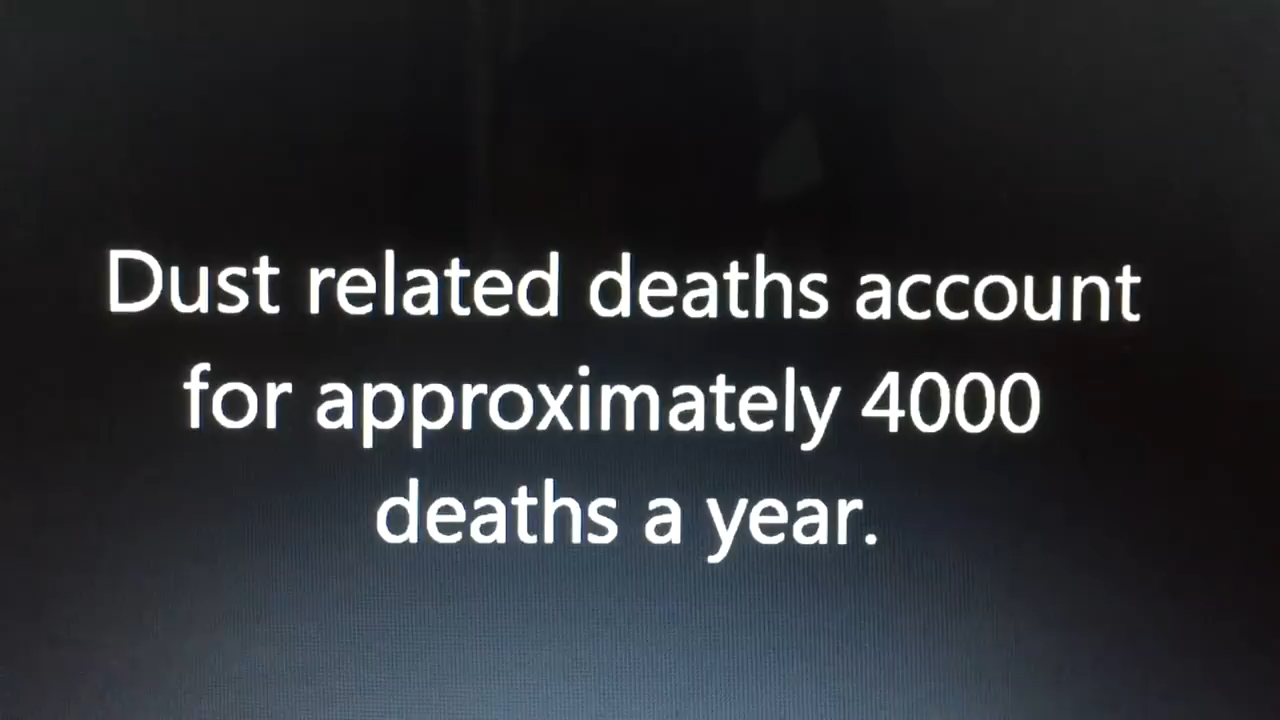 Dust related deaths account
for approximately 4000
deaths a year.